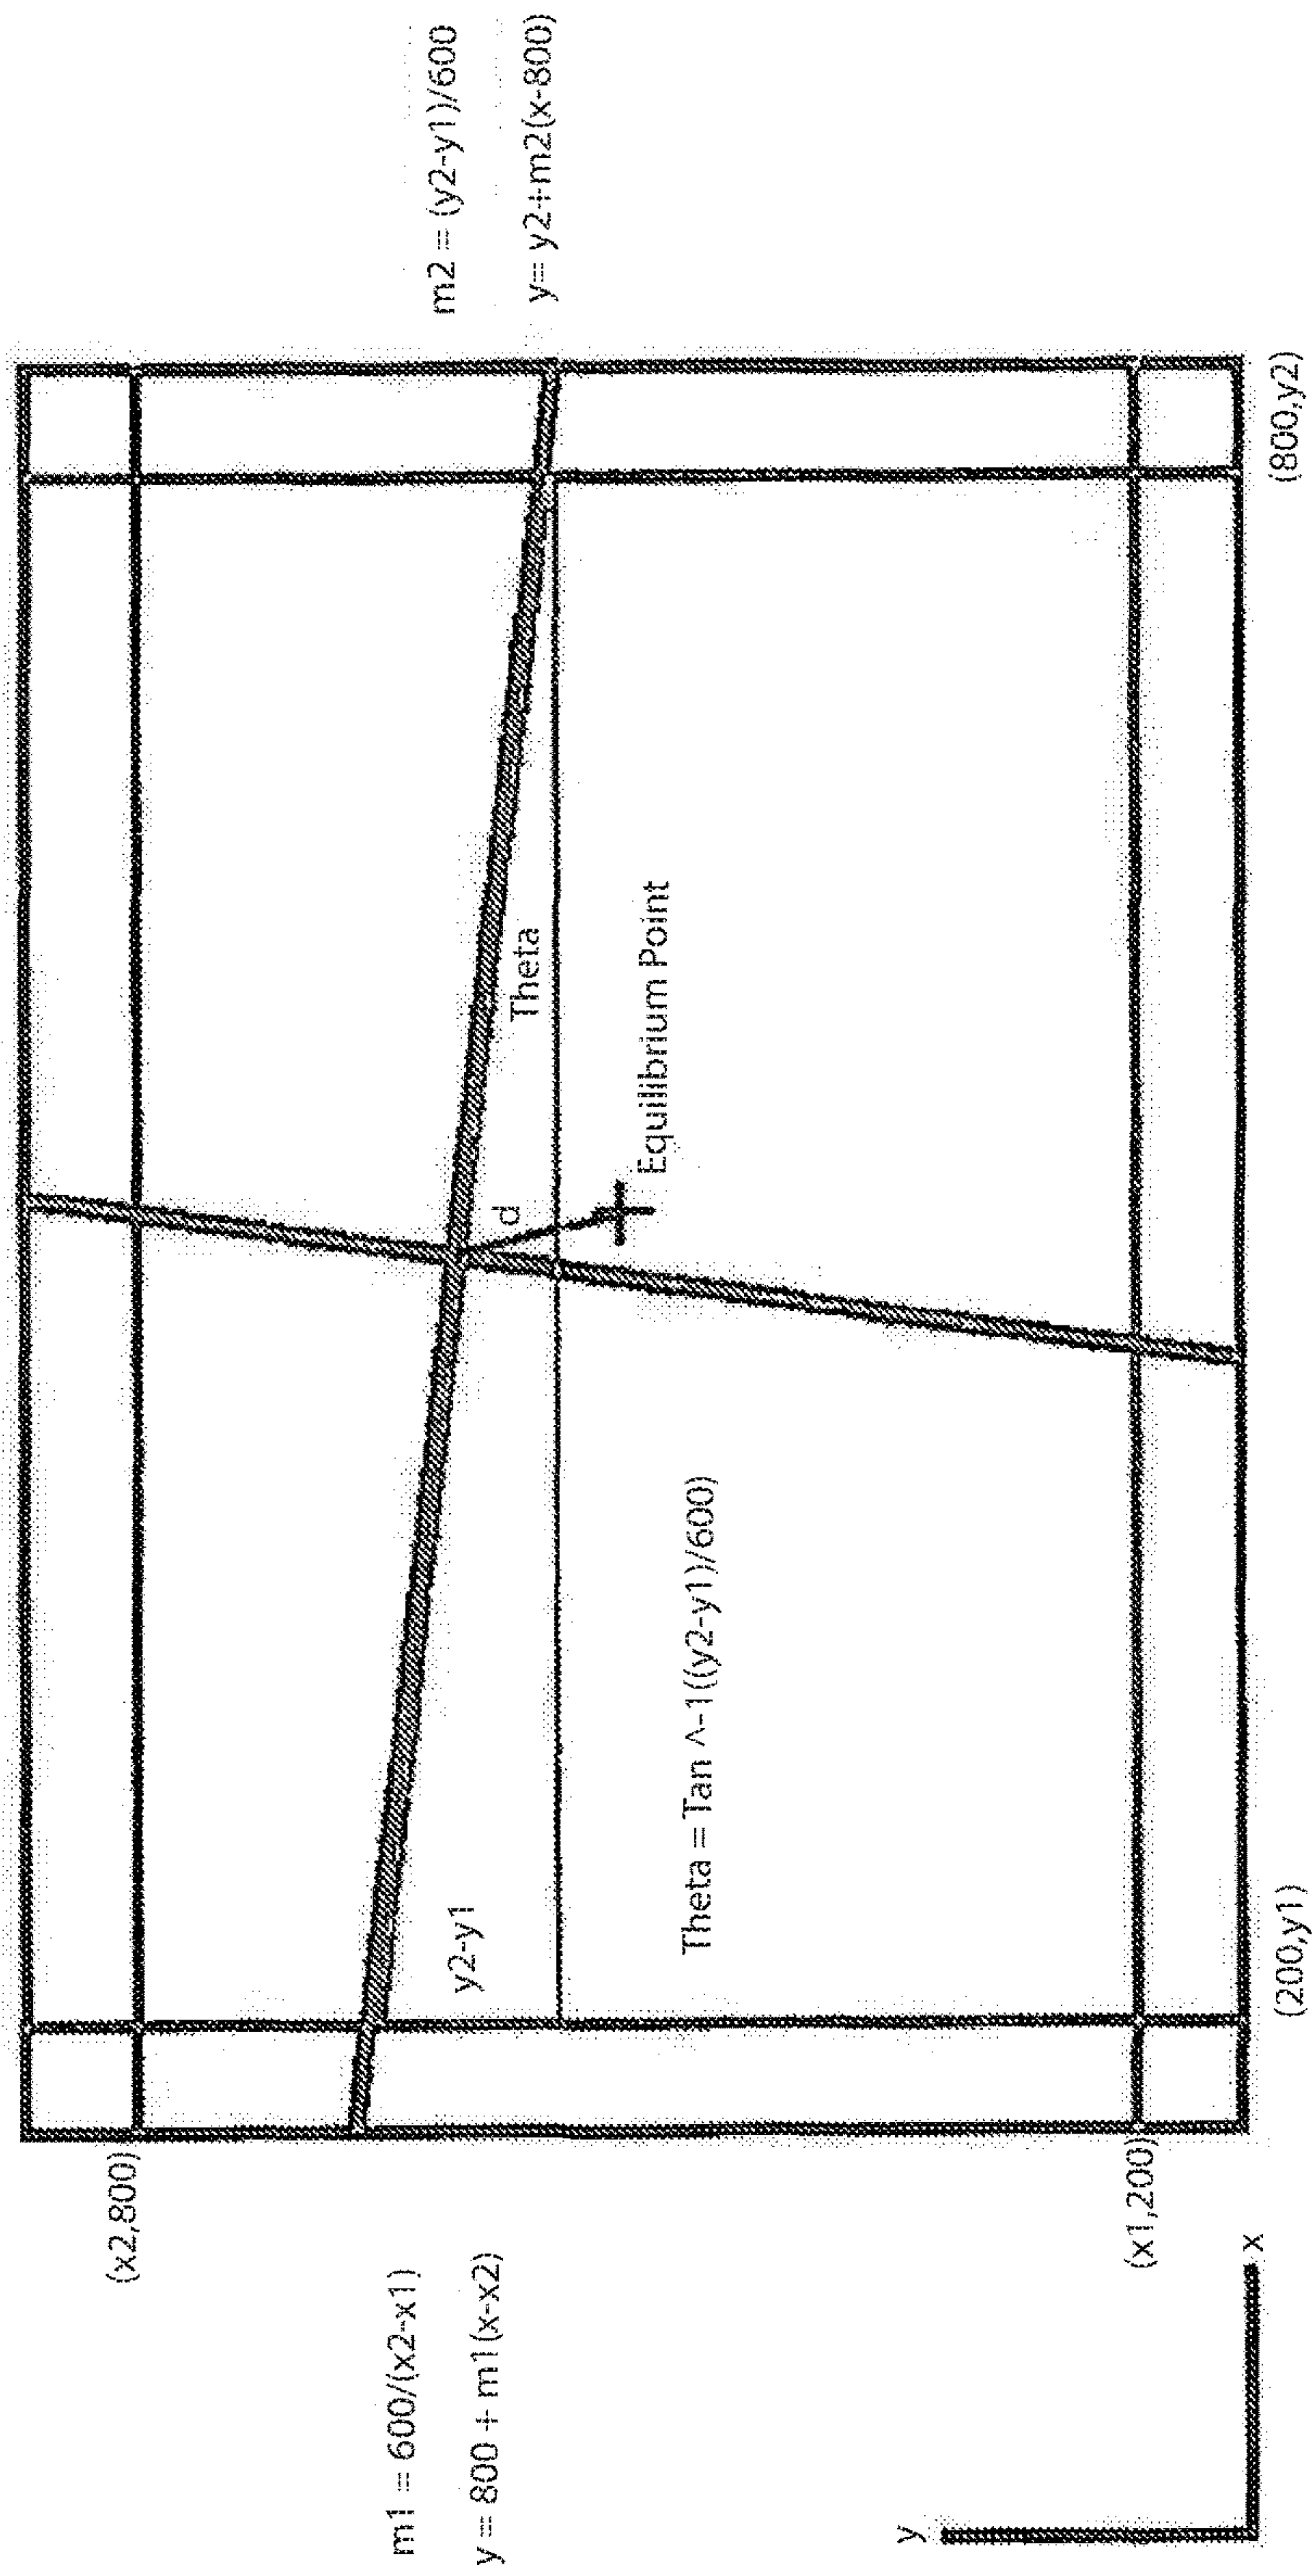 m1 = 600/(x2-x1)
y = 800 + m1(x-x2)
(x2,800)
m2 = (y2-y1)/600
y= y2+m2(x-800)
y2-y1
d
Theta
Equilibrium Point
Theta = Tan ^-1((y2-y1)/600)
(x1,200)
y
x
(200,y1)
(800,y2)